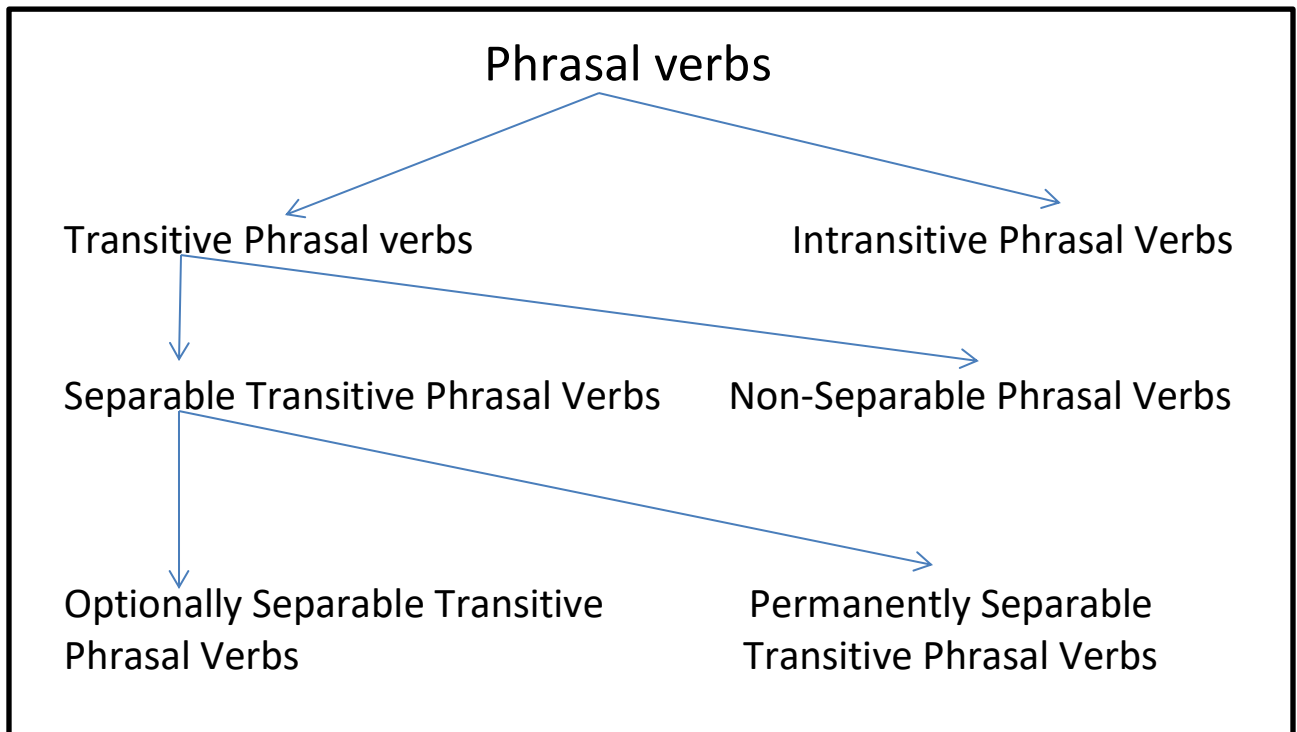 Phrasal verbs
Transitive Phrasal verbs
Intransitive Phrasal Verbs
Separable Transitive Phrasal Verbs
Non-Separable Phrasal Verbs
Optionally Separable Transitive
Phrasal Verbs
Permanently Separable
Transitive Phrasal Verbs